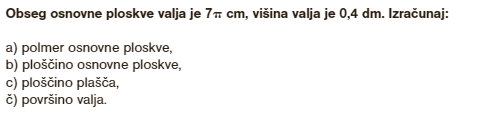 Obseg osnovne ploskve valja je 7π cm, višina valja je 0,4 dm. Izračunaj:
a) polmer osnovne ploskve,
b) ploščino osnovne ploskve,
c) ploščino plašča,
č) površino valja.